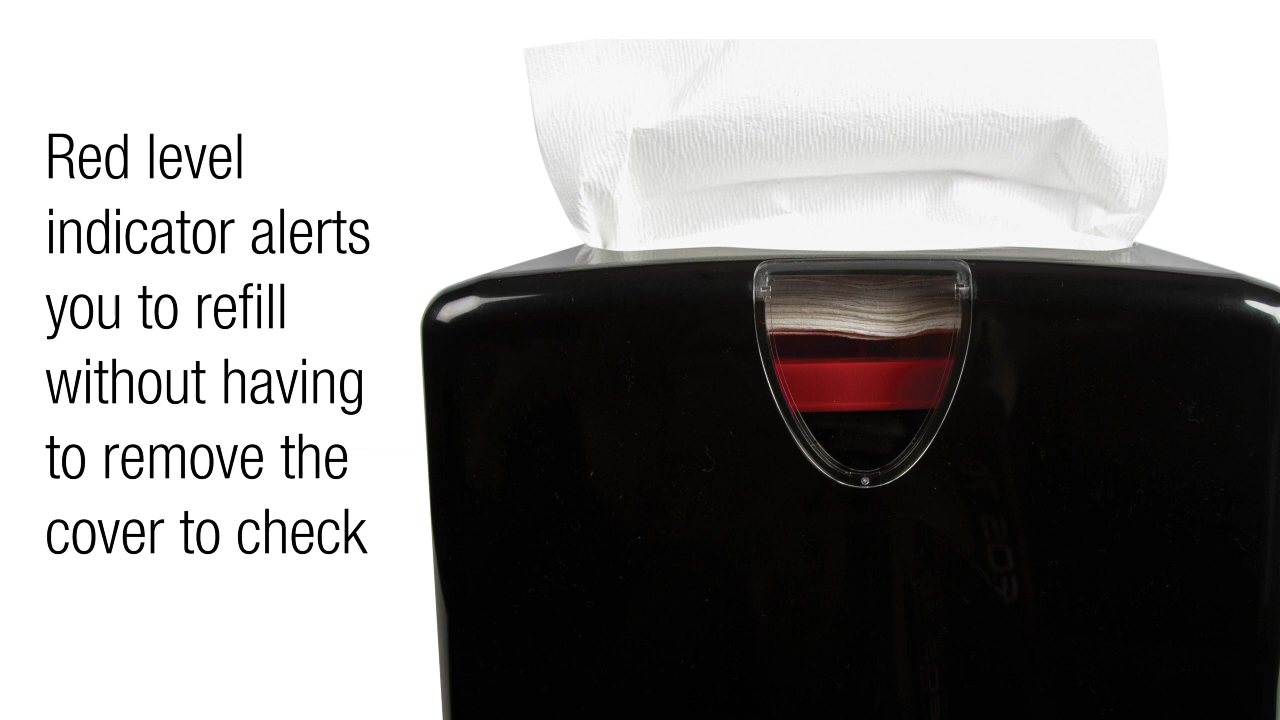 Red level
indicator alerts
you to refill
without having
to remove the
cover to check